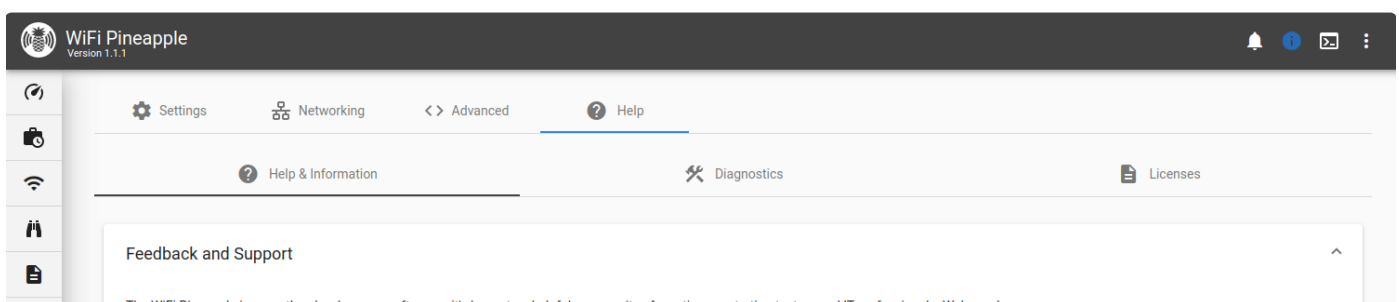 WiFi Pineapple
Version 1.1.1
Settings Networking Advanced Help
Help & Information Diagnostics Licenses
Feedback and Support